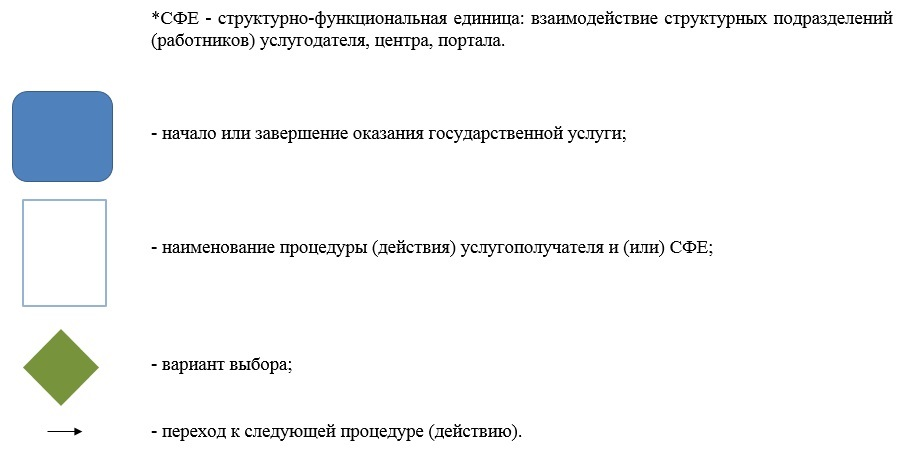 *СФЕ - структурно-функциональная единица: взаимодействие структурных подразделений
(работников) услугодателя, центра, портала.
- начало или завершение оказания государственной услуги;
- наименование процедуры (действия) услугополучателя и (или) СФЕ;
- вариант выбора;
- переход к следующей процедуре (действию).